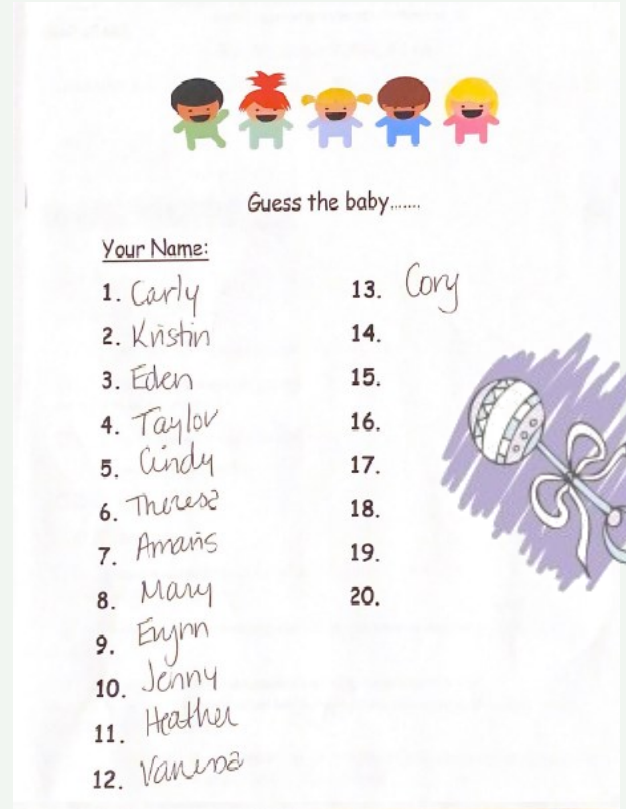 Guess the baby.......
Your Name:
1. Carly
2. Kristin
3. Eden
4. Taylor
5. Cindy
6. Theresa
7. Amaris
8. Mary
9. Erynn
10. Jenny
11. Heather
12. Vanessa
13. Cory
14.
15.
16.
17.
18.
19.
20.